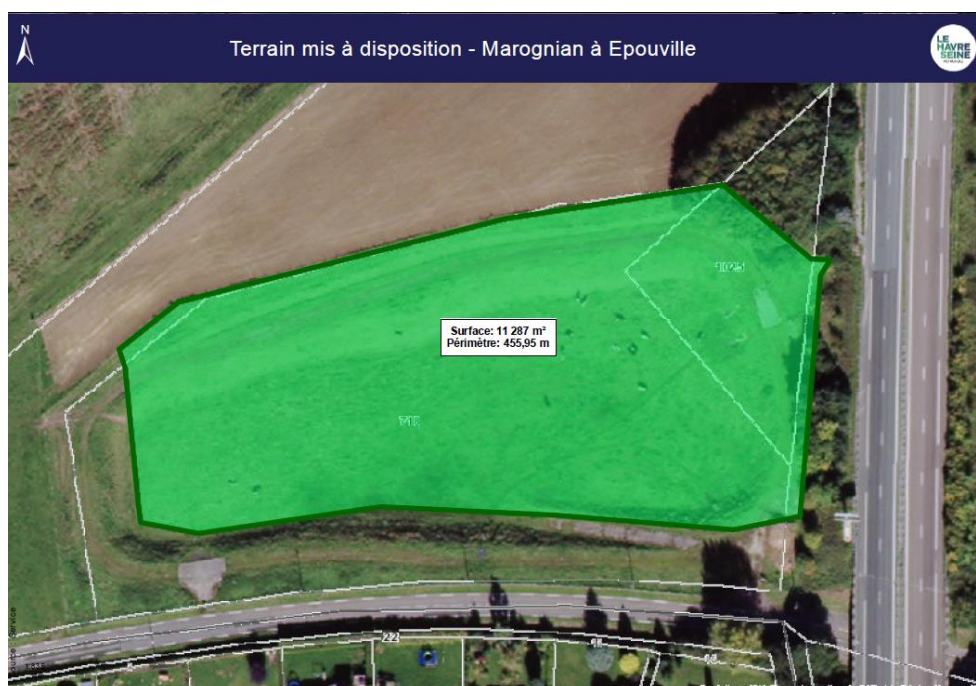 N
Terrain mis à disposition - Marognian à Epouville
LE
HAVRE
SEINE
Surface: 11 287 m²
Périmètre: 455,95 m
22